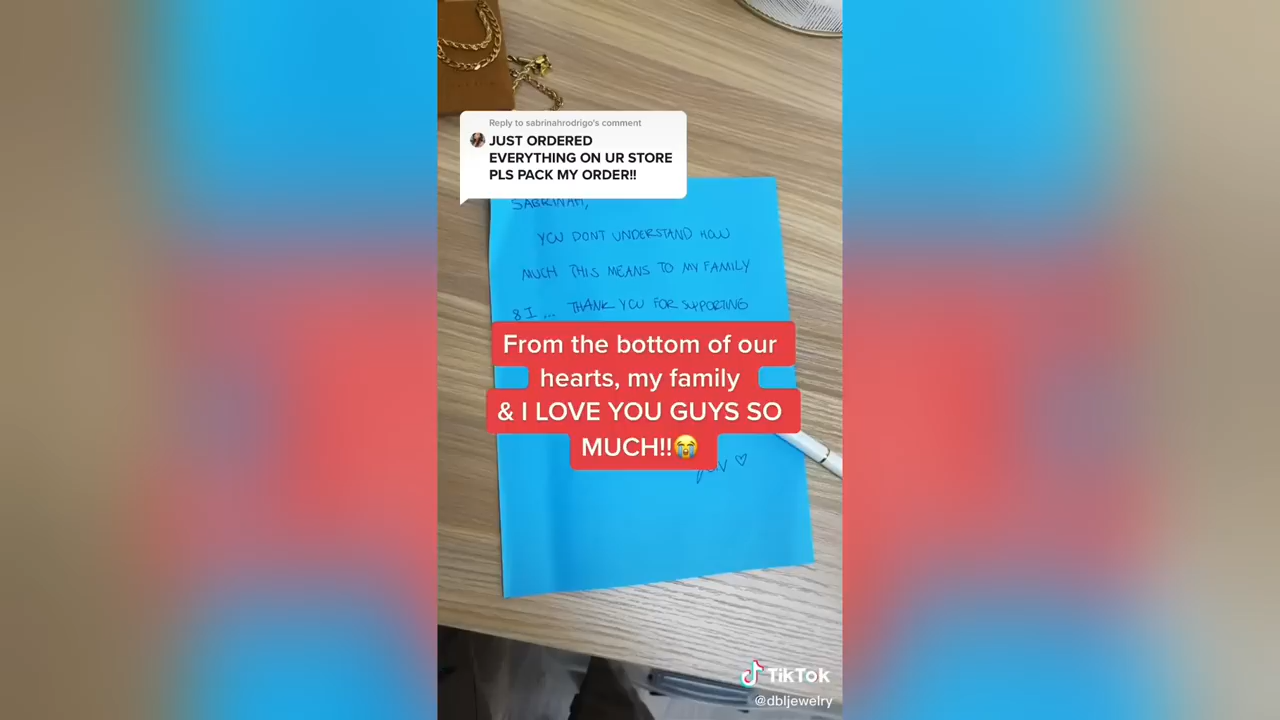 Reply to sabrinahrodrigo's comment
JUST ORDERED
EVERYTHING ON UR STORE
PLS PACK MY ORDER!!
SABRINAH,
YOU DONT UNDERSTAND HOW
MUCH THIS MEANS TO MY FAMILY
& I ... THANK YOU FOR SUPPORTING
From the bottom of our
hearts, my family
& I LOVE YOU GUYS SO
MUCH!!😭
TikTok
@dbljewelry